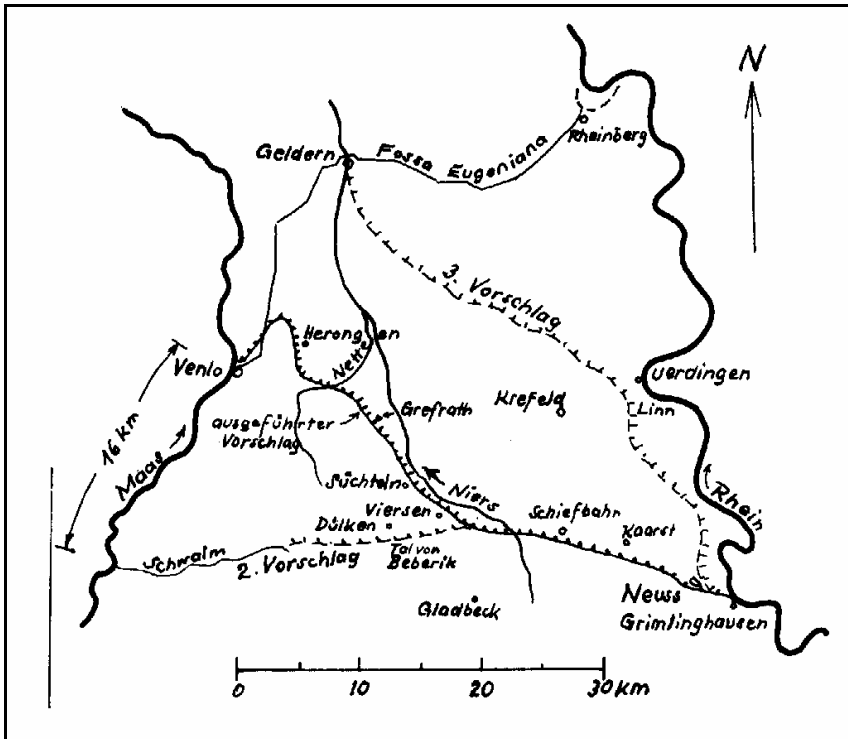 N
Rheinberg
Geldern
Fossa Eugeniana
3. Vorschlag
Herongen
Venlo
Nette
Uerdingen
Krefeld
Linn
Grefrath
ausgeführter
Vorschlag
16 km
Maas
Niers
Rhein
Süchteln
Viersen
Schiefbahn
Dülken
Kaarst
Schwalm
2. Vorschlag
Tal von
Beberik
Neuss
Gladbeck
Grimlinghausen
0 10 20 30 km